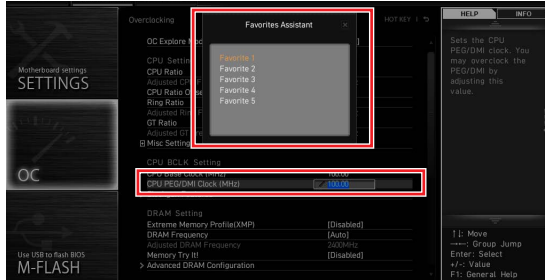 Overclocking
HOT KEY
Favorites Assistant
Favorite 1
Favorite 2
Favorite 3
Favorite 4
Favorite 5
OC Explore Mod
CPU Settin
CPU Ratio
Adjusted CPU F
CPU Ratio Offse
Ring Ratio
Adjusted Ring F
GT Ratio
Adjusted GT Fre
Misc Setting
CPU BCLK Setting
CPU Base Clock (MHz) 100.00
CPU PEG/DMI Clock (MHz) 100.00
DRAM Setting
Extreme Memory Profile(XMP) [Disabled]
DRAM Frequency [Auto]
Adjusted DRAM Frequency 2400MHz
Memory Try It! [Disabled]
> Advanced DRAM Configuration
Motherboard settings
SETTINGS
OC
Use USB to flash BIOS
M-FLASH
HELP
INFO
Sets the CPU
PEG/DMI clock. You
may overclock the
PEG/DMI by
adjusting this
value.
↑↓: Move
→←: Group Jump
Enter: Select
+/-: Value
F1: General Help